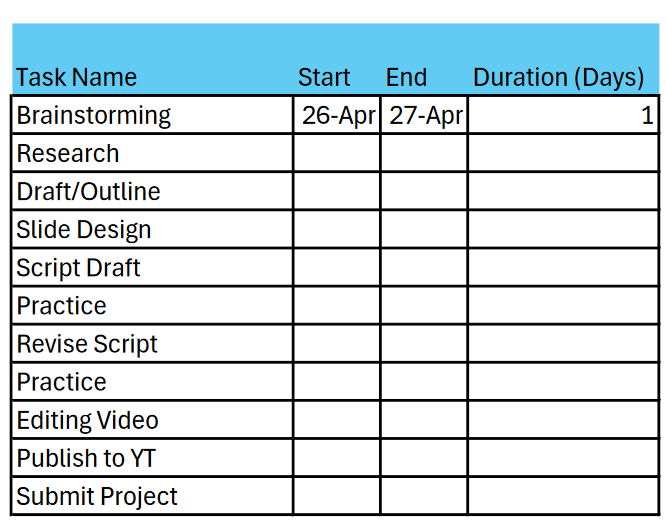 Task Name Start End Duration (Days)
Brainstorming 26-Apr 27-Apr 1
Research
Draft/Outline
Slide Design
Script Draft
Practice
Revise Script
Practice
Editing Video
Publish to YT
Submit Project